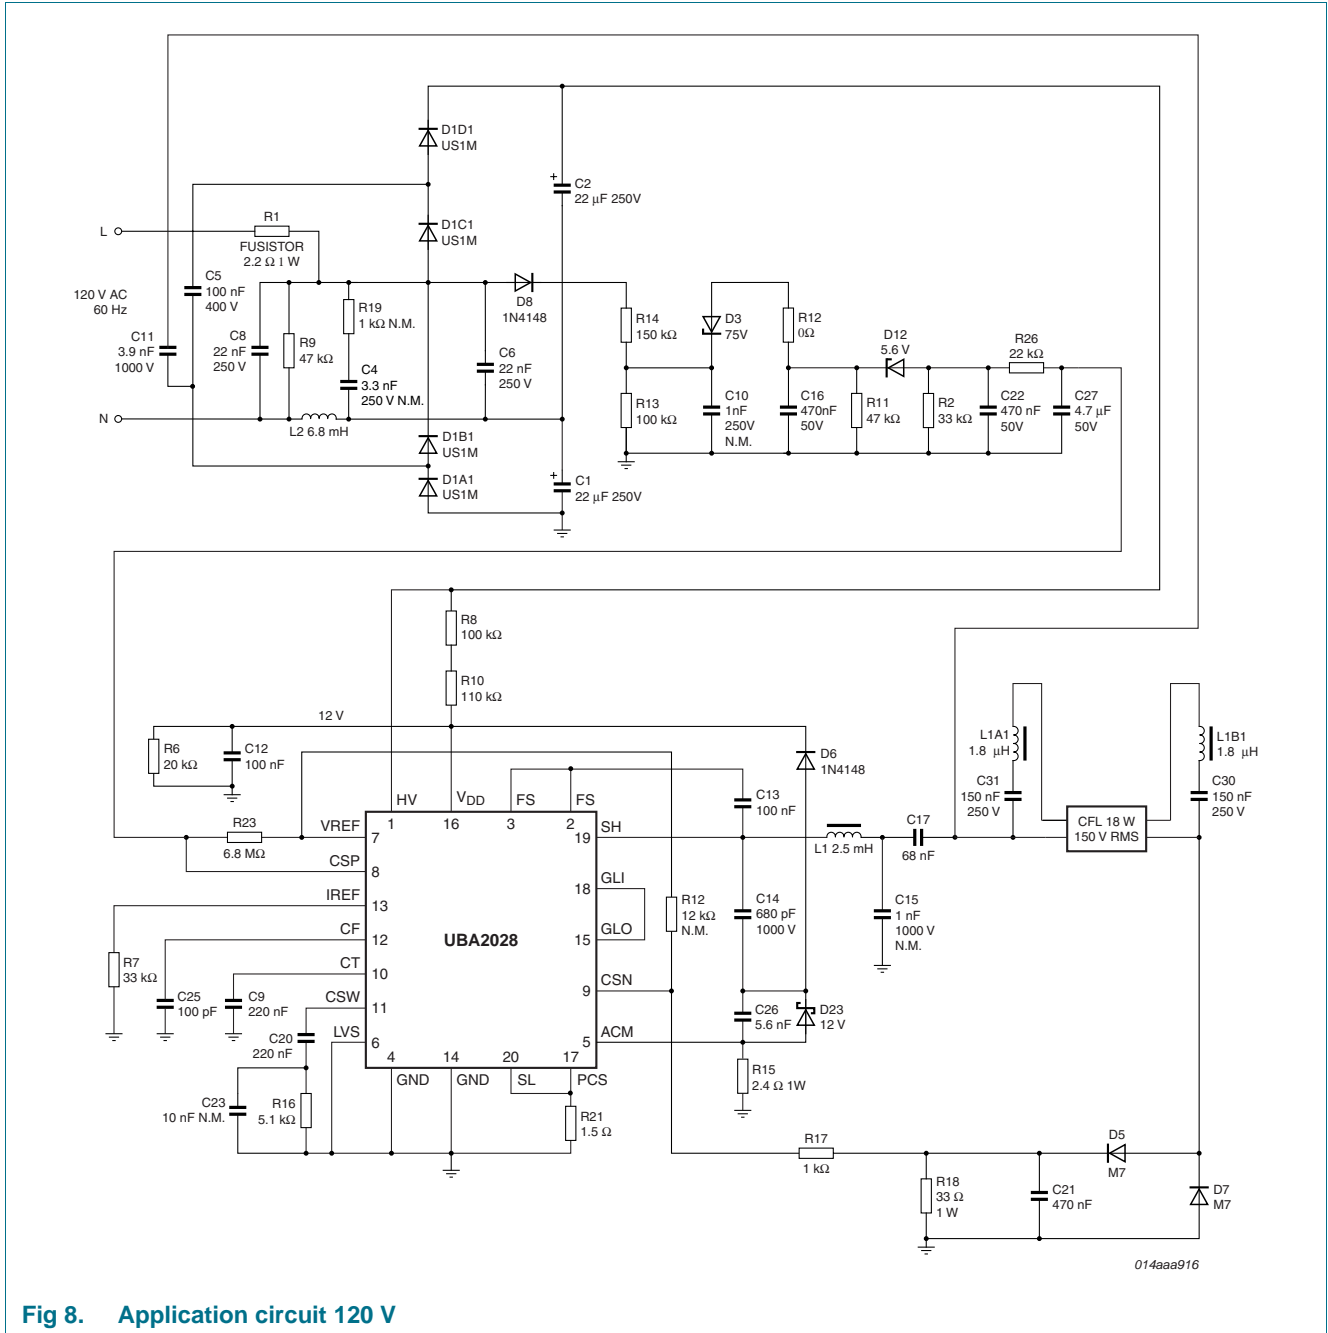 D1D1
US1M
C2
22 μF 250V
D1C1
US1M
R1
L
FUSISTOR
2.2 Ω 1 W
C5
100 nF
400 V
120 V AC
60 Hz
C11
3.9 nF
1000 V
C8
22 nF
250 V
R9
47 kΩ
R19
1 kΩ N.M.
C4
3.3 nF
250 V N.M.
C6
22 nF
250 V
D8
1N4148
R14
150 kΩ
D3
75V
R12
0Ω
D12
5.6 V
R26
22 kΩ
R13
100 kΩ
C10
1nF
250V
N.M.
C16
470nF
50V
R11
47 kΩ
R2
33 kΩ
C22
470 nF
50V
C27
4.7 μF
50V
N
L2 6.8 mH
D1B1
US1M
D1A1
US1M
C1
22 μF 250V
R8
100 kΩ
R10
110 kΩ
12 V
R6
20 kΩ
C12
100 nF
D6
1N4148
L1A1
1.8 μH
L1B1
1.8 μH
C31
150 nF
250 V
C30
150 nF
250 V
CFL 18 W
150 V RMS
HV
VDD
FS
FS
C13
100 nF
1
16
3
2
R23
6.8 MΩ
VREF
7
SH
19
C17
68 nF
L1 2.5 mH
CSP
8
GLI
18
IREF
13
R12
12 kΩ
N.M.
C14
680 pF
1000 V
C15
1 nF
1000 V
N.M.
CF
12
UBA2028
GLO
15
R7
33 kΩ
CT
10
CSN
9
C25
100 pF
C9
220 nF
CSW
11
C26
5.6 nF
D23
12 V
C20
220 nF
LVS
6
ACM
5
4
14
20
17
GND
GND
SL
PCS
R15
2.4 Ω 1W
C23
10 nF N.M.
R16
5.1 kΩ
R21
1.5 Ω
R17
1 kΩ
D5
M7
R18
33 Ω
1 W
C21
470 nF
D7
M7
014aaa916
Fig 8. Application circuit 120 V